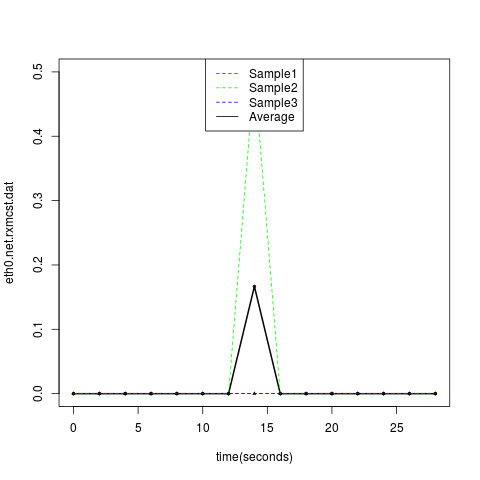 Sample1
Sample2
Sample3
Average
0.5
0.4
0.3
0.2
0.1
0.0
eth0.net.rxmcst.dat
0 5 10 15 20 25
time(seconds)